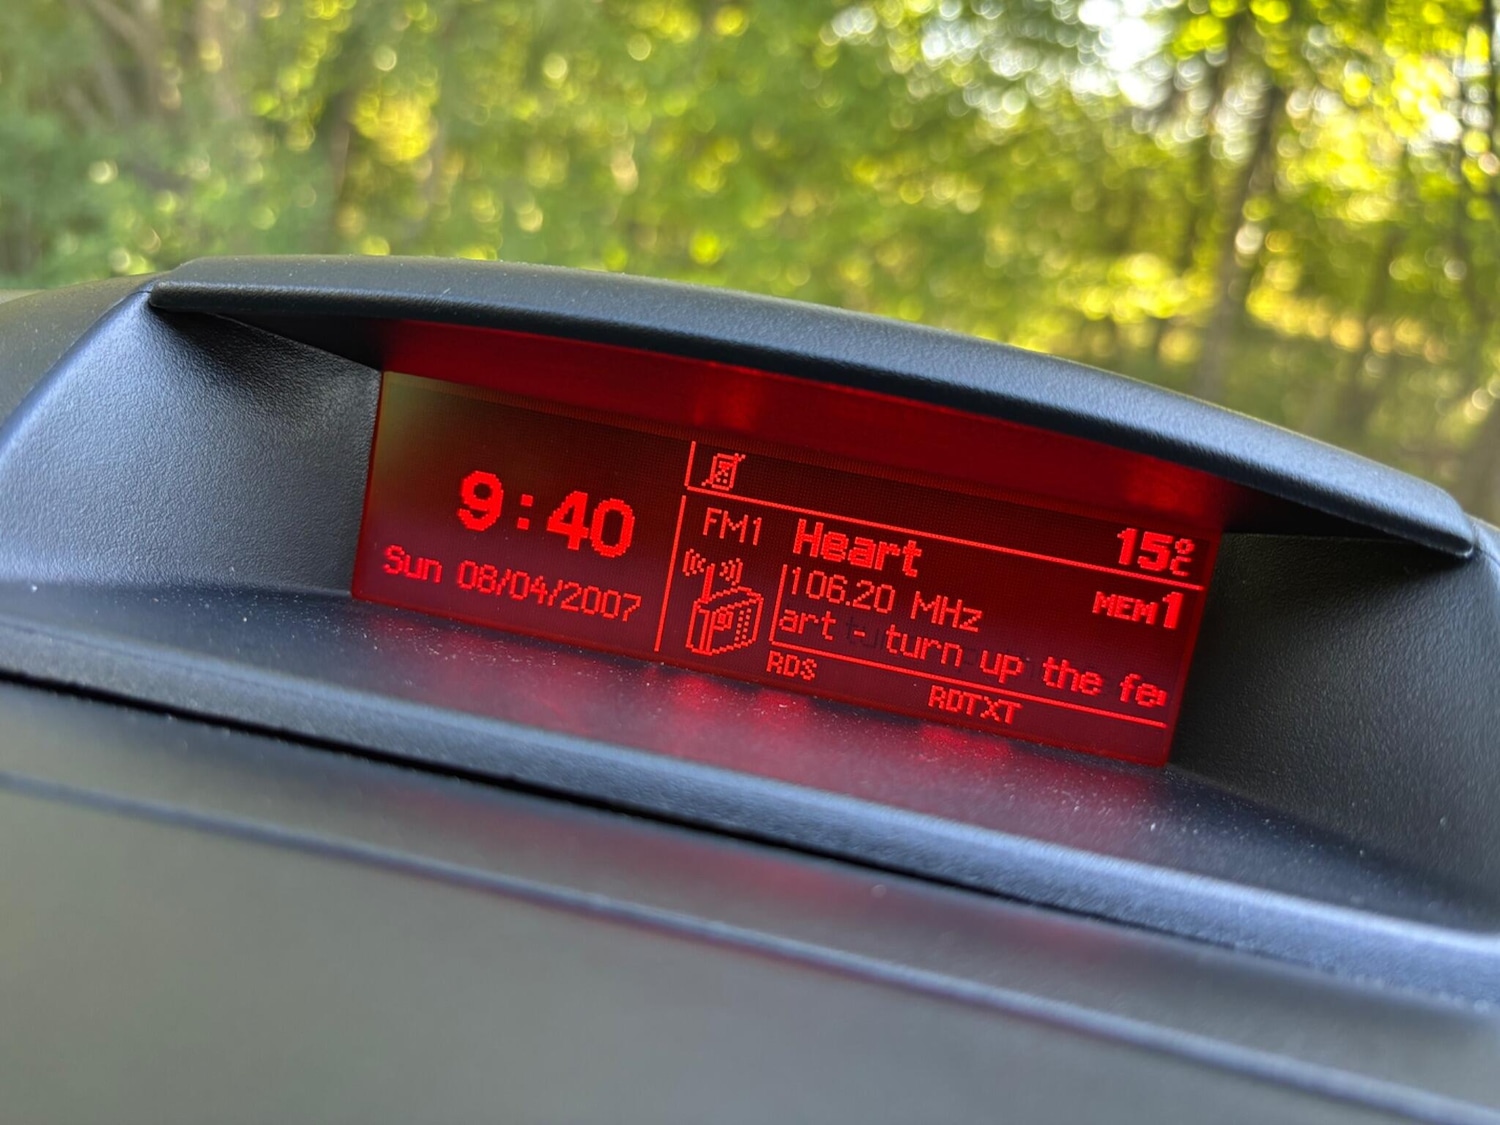 9:40
Sun 08/04/2007
15°C
FM1 Heart
106.20 MHz MEM1
art - turn up the
RDS RDTXT